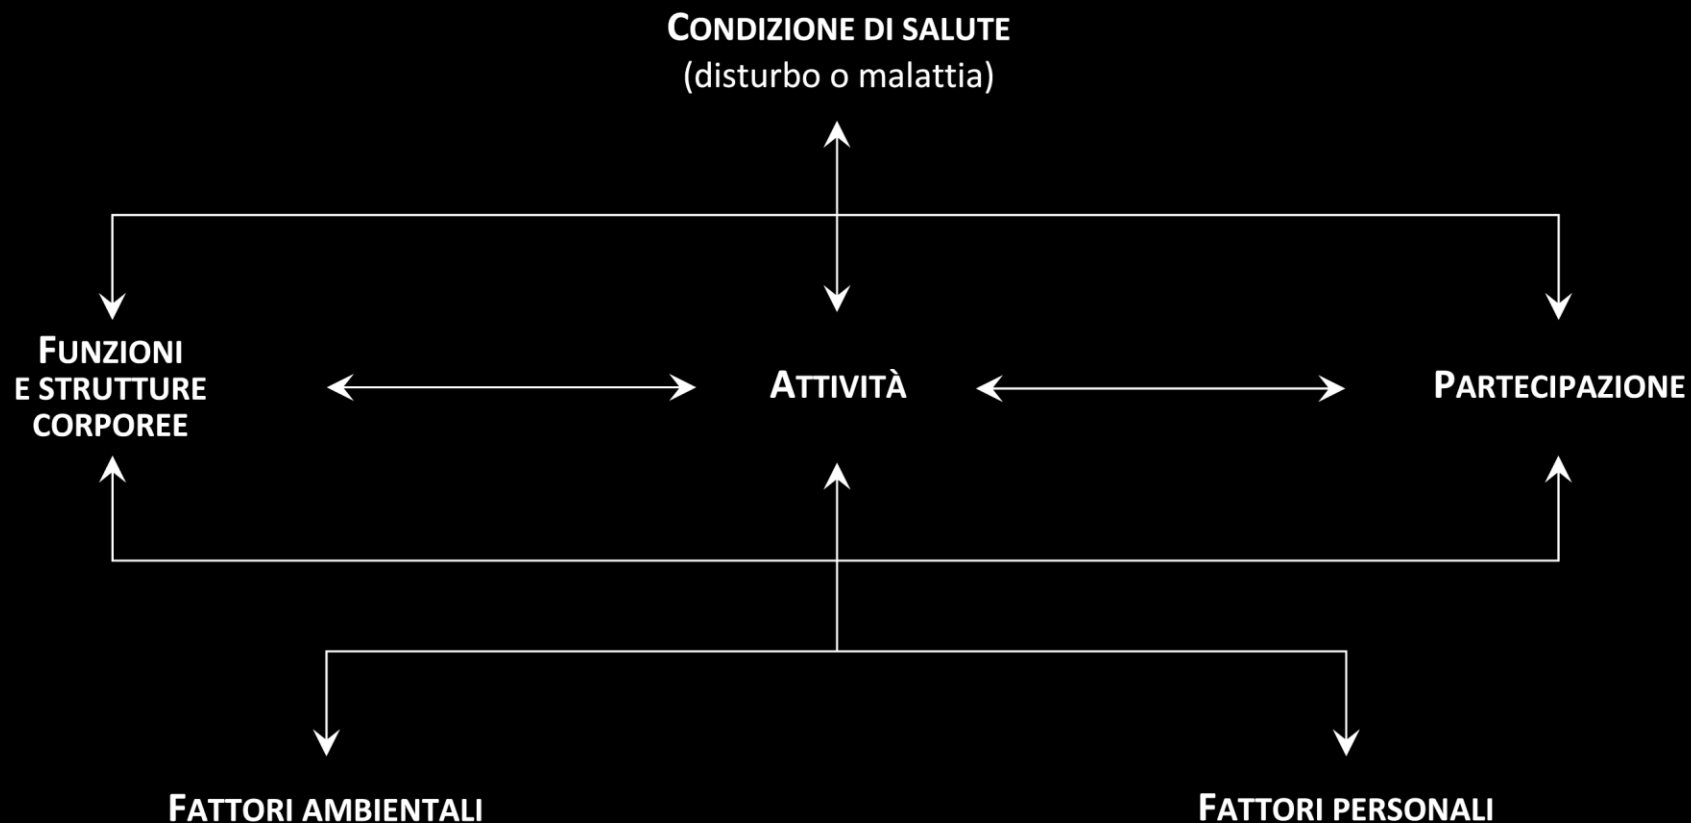 CONDIZIONE DI SALUTE
(disturbo o malattia)
FUNZIONI
E STRUTTURE
CORPOREE
ATTIVITÀ
PARTECIPAZIONE
FATTORI AMBIENTALI
FATTORI PERSONALI